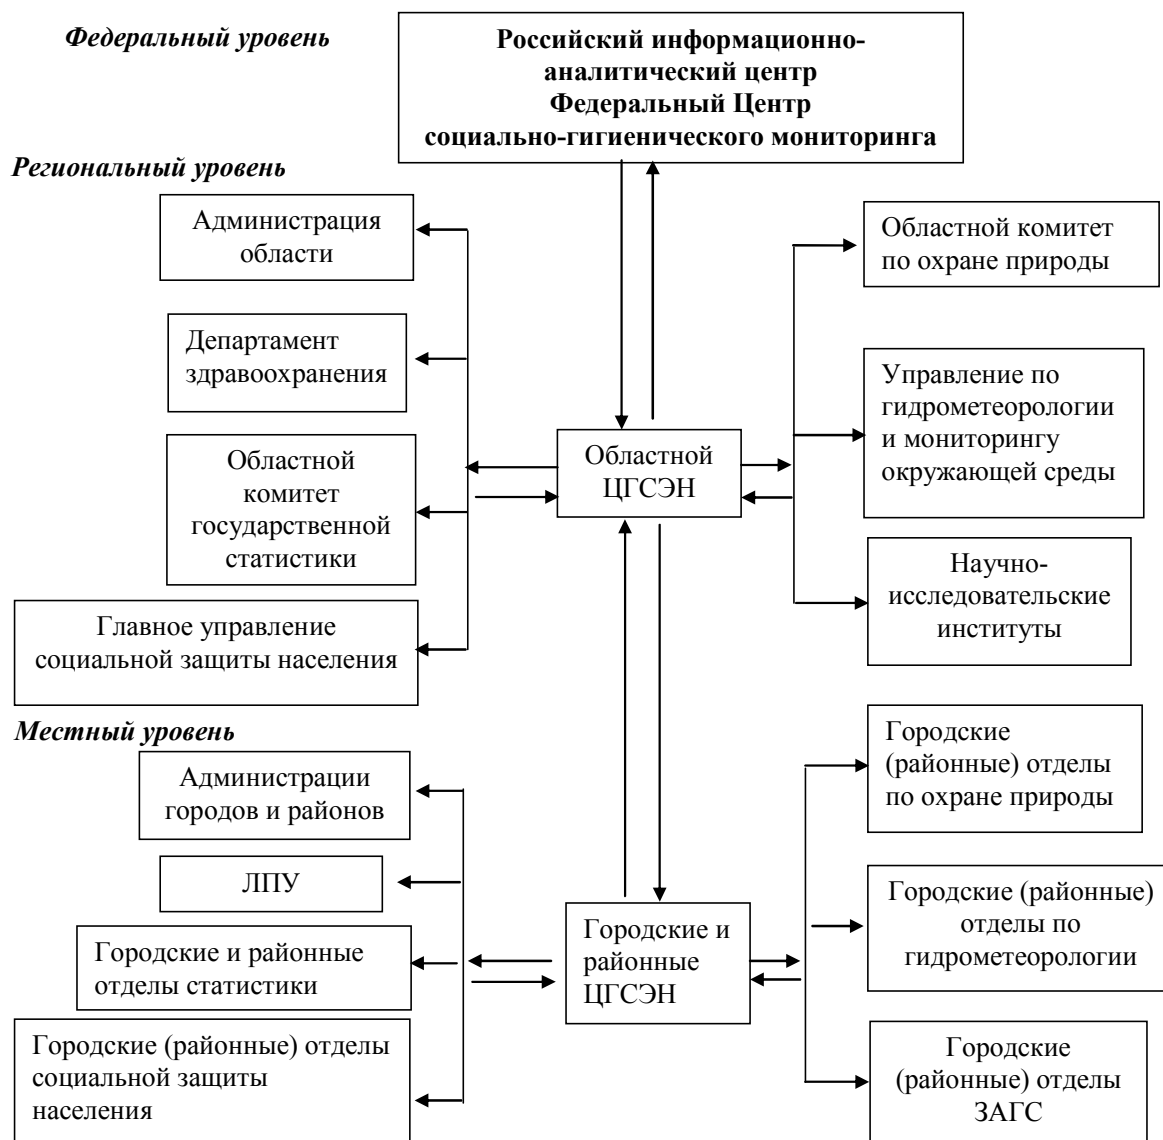 Федеральный уровень
Российский информационно-
аналитический центр
Федеральный Центр
социально-гигиенического мониторинга
Региональный уровень
Администрация
области
Департамент
здравоохранения
Областной
комитет
государственной
статистики
Главное управление
социальной защиты населения
Областной
ЦГСЭН
Областной комитет
по охране природы
Управление по
гидрометеорологии
и мониторингу
окружающей среды
Научно-
исследовательские
институты
Местный уровень
Администрации
городов и районов
ЛПУ
Городские и районные
отделы статистики
Городские (районные) отделы
социальной защиты
населения
Городские и
районные
ЦГСЭН
Городские
(районные) отделы
по охране природы
Городские (районные)
отделы по
гидрометеорологии
Городские
(районные) отделы
ЗАГС